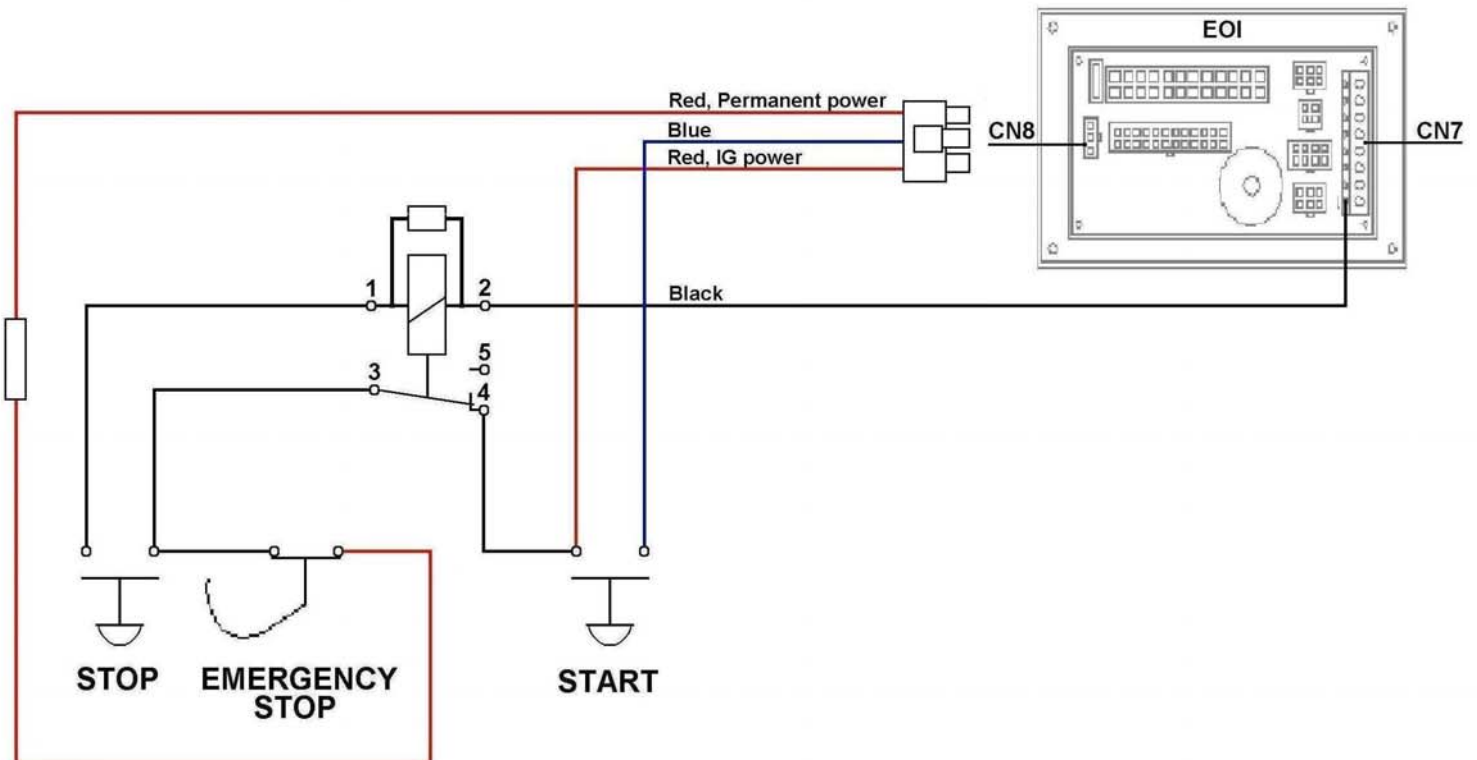 EOI
Red, Permanent power
Blue
CN8
CN7
Red, IG power
1
2
Black
5
3
4
STOP
EMERGENCY
STOP
START